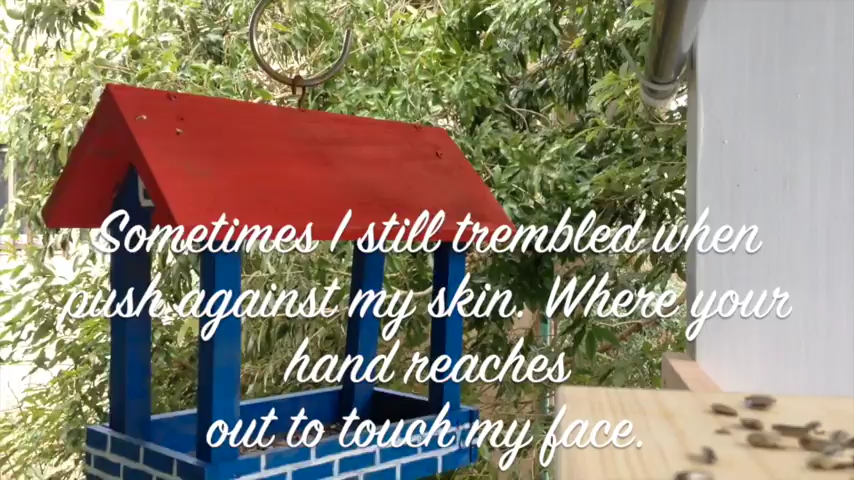 Sometimes I still trembled when
push against my skin. Where your
hand reaches
out to touch my face.